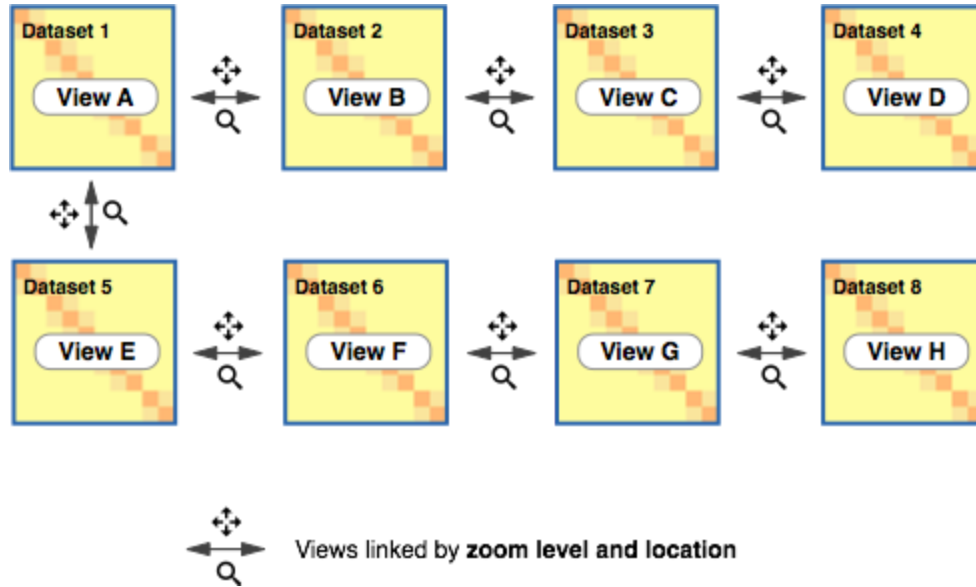 Dataset 1
Dataset 2
Dataset 3
Dataset 4
View A
View B
View C
View D
Dataset 5
Dataset 6
Dataset 7
Dataset 8
View E
View F
View G
View H
Views linked by zoom level and location